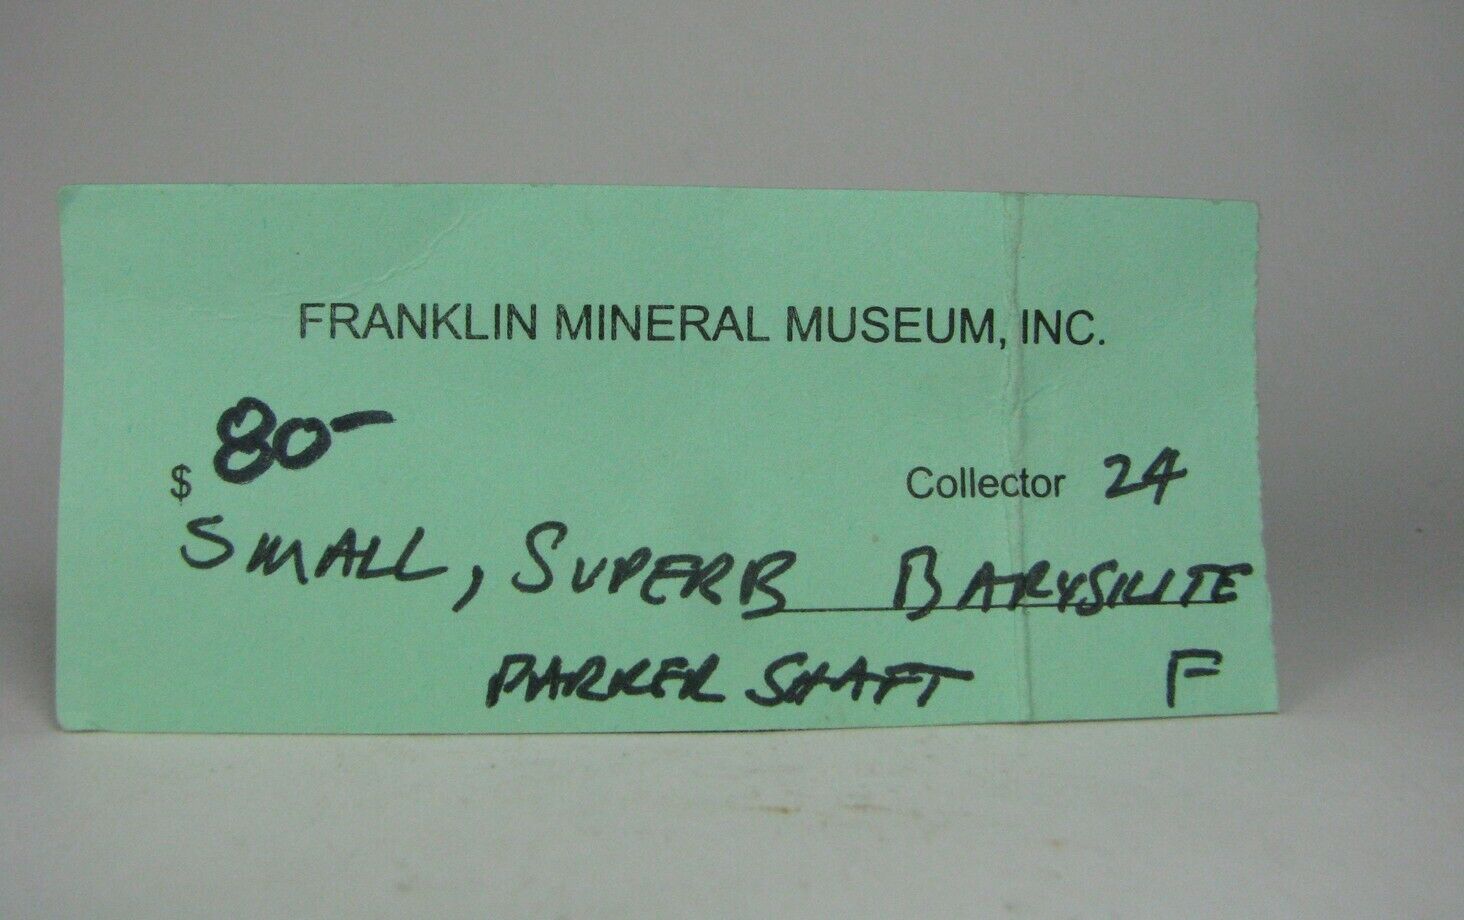 FRANKLIN MINERAL MUSEUM, INC.
$ 80- Collector 24
SMALL, SUPERB BARYSILITE
PARKER SHAFT F